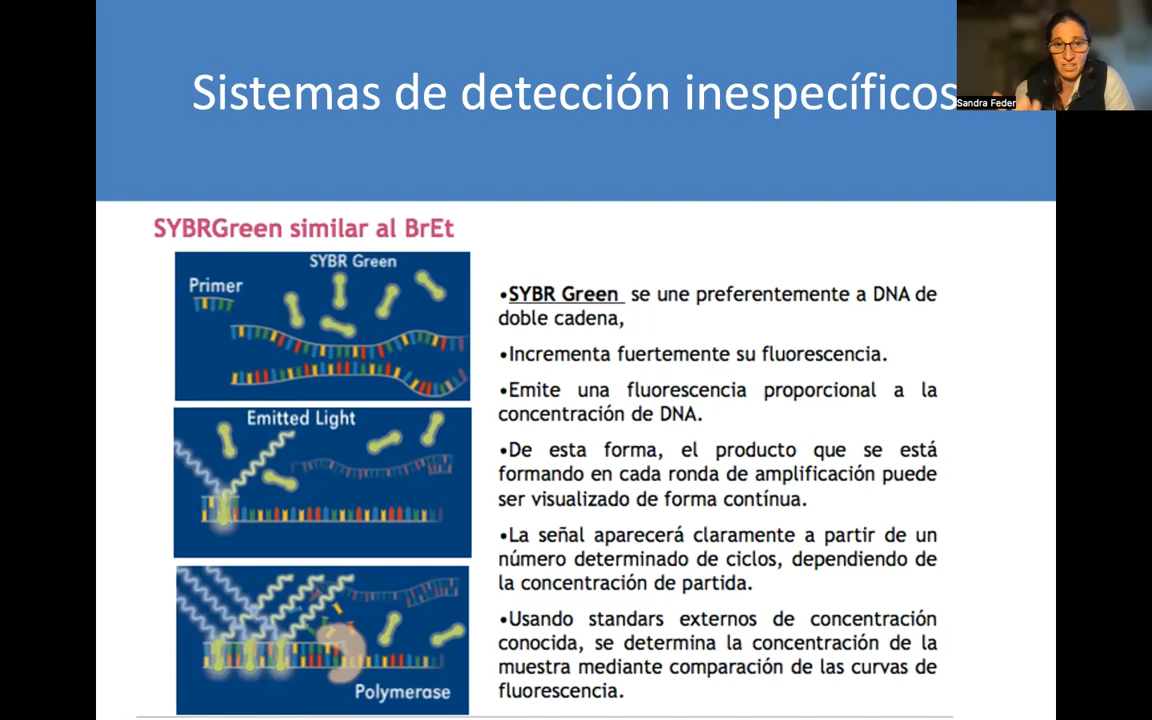 Sistemas de detección inespecíficos
Sandra Feder
SYBRGreen similar al BrEt
SYBR Green
Primer
Emitted Light
Polymerase
•SYBR Green se une preferentemente a DNA de
doble cadena,
•Incrementa fuertemente su fluorescencia.
•Emite una fluorescencia proporcional a la
concentración de DNA.
•De esta forma, el producto que se está
formando en cada ronda de amplificación puede
ser visualizado de forma contínua.
•La señal aparecerá claramente a partir de un
número determinado de ciclos, dependiendo de
la concentración de partida.
•Usando standars externos de concentración
conocida, se determina la concentración de la
muestra mediante comparación de las curvas de
fluorescencia.